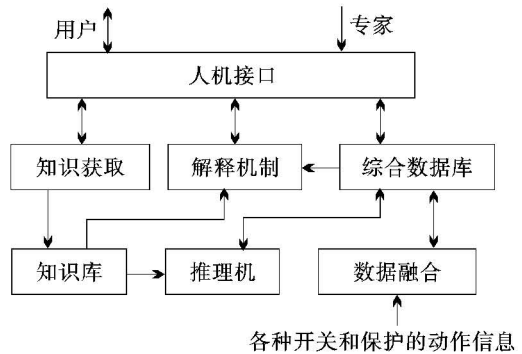 用户
专家
人机接口
知识获取
解释机制
综合数据库
知识库
推理机
数据融合
各种开关和保护的动作信息